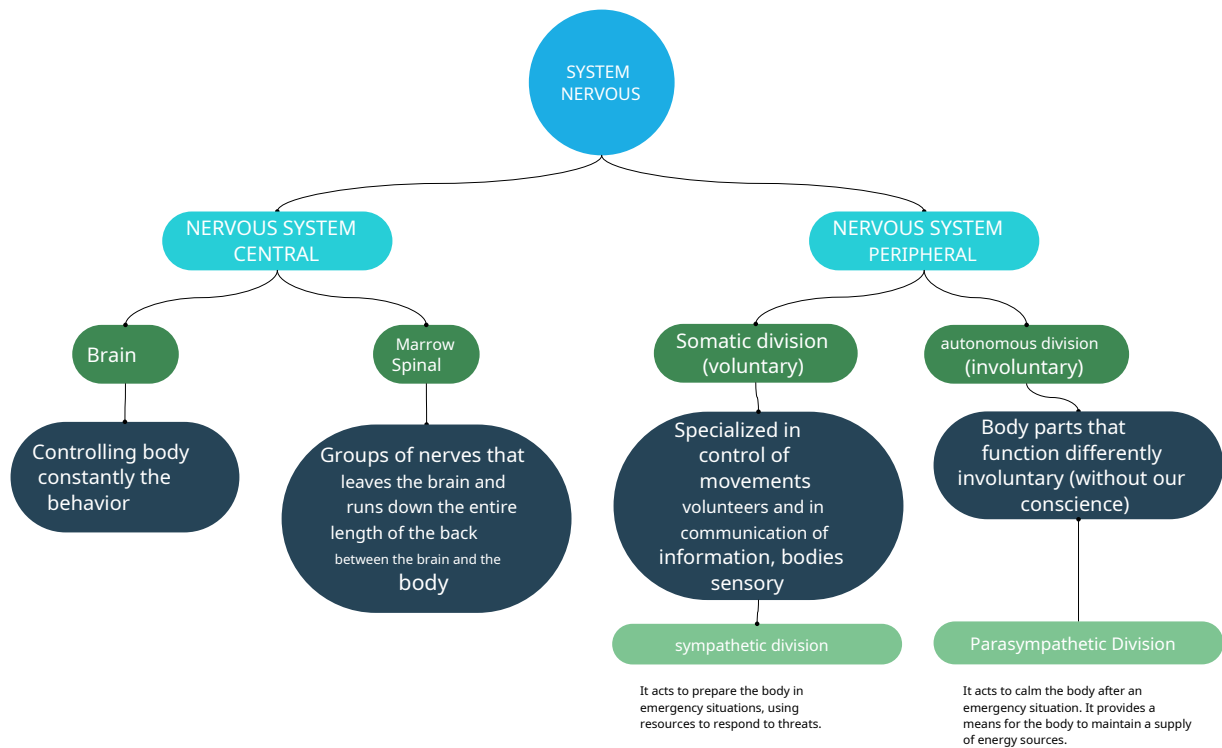 SYSTEM
NERVOUS
NERVOUS SYSTEM
CENTRAL
NERVOUS SYSTEM
PERIPHERAL
Brain
Marrow
Spinal
Somatic division
(voluntary)
autonomous division
(involuntary)
Controlling body
constantly the
behavior
Groups of nerves that
leaves the brain and
runs down the entire
length of the back
between the brain and the
body
Specialized in
control of
movements
volunteers and in
communication of
information, bodies
sensory
Body parts that
function differently
involuntary (without our
conscience)
sympathetic division
Parasympathetic Division
It acts to prepare the body in
emergency situations, using
resources to respond to threats.
It acts to calm the body after an
emergency situation. It provides a
means for the body to maintain a supply
of energy sources.